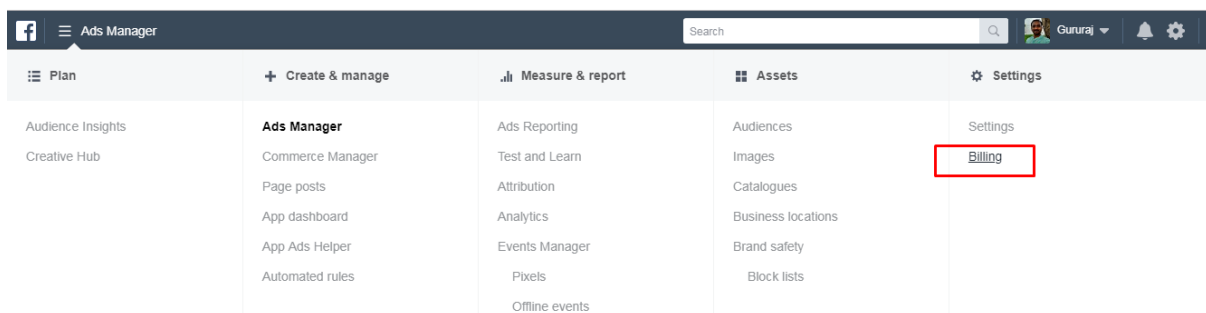 Ads Manager
Search
Gururaj
Plan
Create & manage
Measure & report
Assets
Settings
Audience Insights
Creative Hub
Ads Manager
Commerce Manager
Page posts
App dashboard
App Ads Helper
Automated rules
Ads Reporting
Test and Learn
Attribution
Analytics
Events Manager
Pixels
Offline events
Audiences
Images
Catalogues
Business locations
Brand safety
Block lists
Settings
Billing